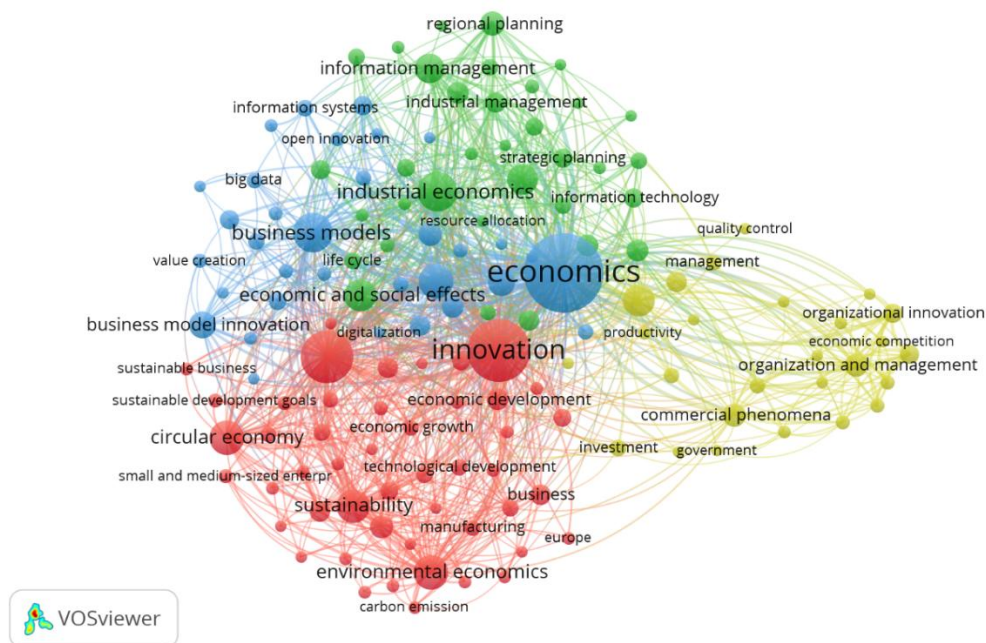 regional planning
information management
industrial management
information systems
open innovation
strategic planning
big data
industrial economics
information technology
resource allocation
business models
quality control
value creation
life cycle
management
economics
economic and social effects
organizational innovation
business model innovation
digitalization
productivity
economic competition
innovation
sustainable business
organization and management
sustainable development goals
economic development
commercial phenomena
economic growth
circular economy
investment
government
technological development
small and medium-sized enterpr
business
sustainability
manufacturing
europe
environmental economics
carbon emission
VOSviewer